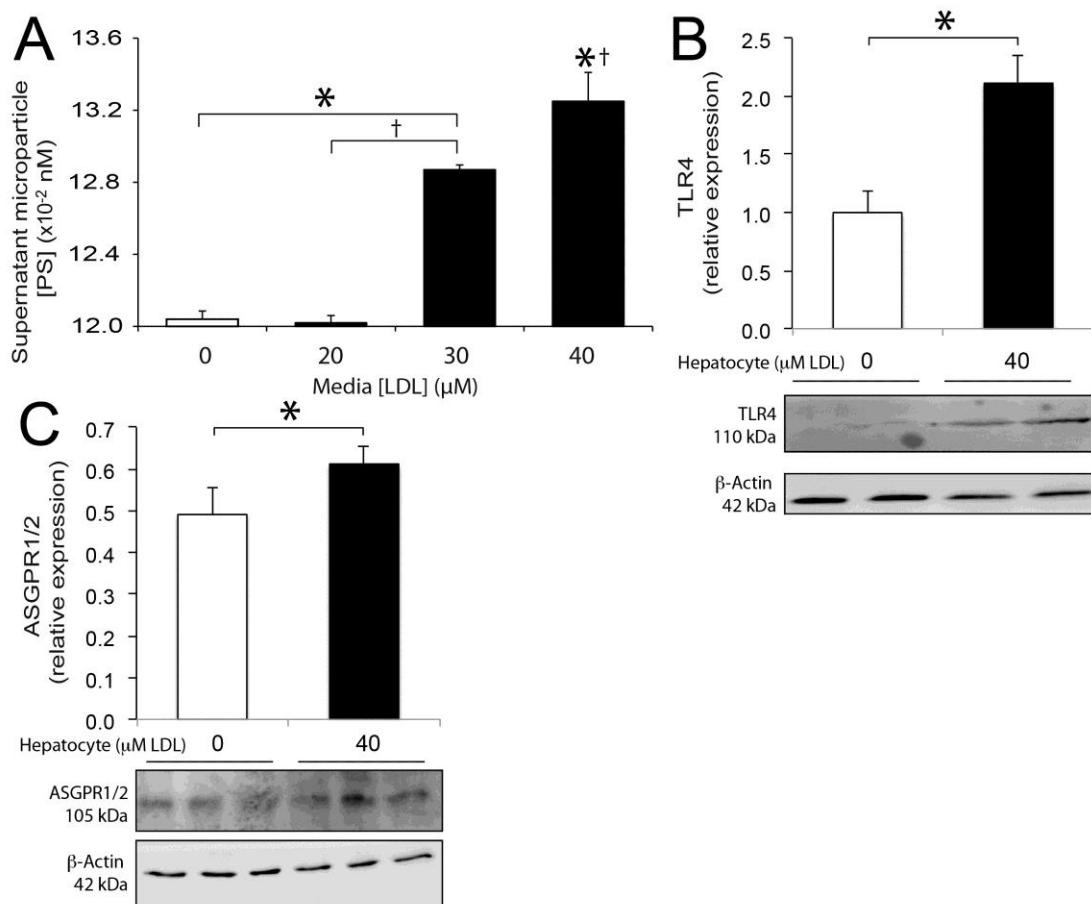 A
Supernatant microparticle
[PS] (x10⁻² nM)
13.6
13.2
12.8
12.4
12.0
*
†
*†
0 20 30 40
Media [LDL] (μM)
B
TLR4
(relative expression)
2.5
2.0
1.5
1.0
0.5
0.0
*
Hepatocyte (μM LDL) 0 40
TLR4
110 kDa
β-Actin
42 kDa
C
ASGPR1/2
(relative expression)
0.7
0.6
0.5
0.4
0.3
0.2
0.1
0.0
*
Hepatocyte (μM LDL) 0 40
ASGPR1/2
105 kDa
β-Actin
42 kDa